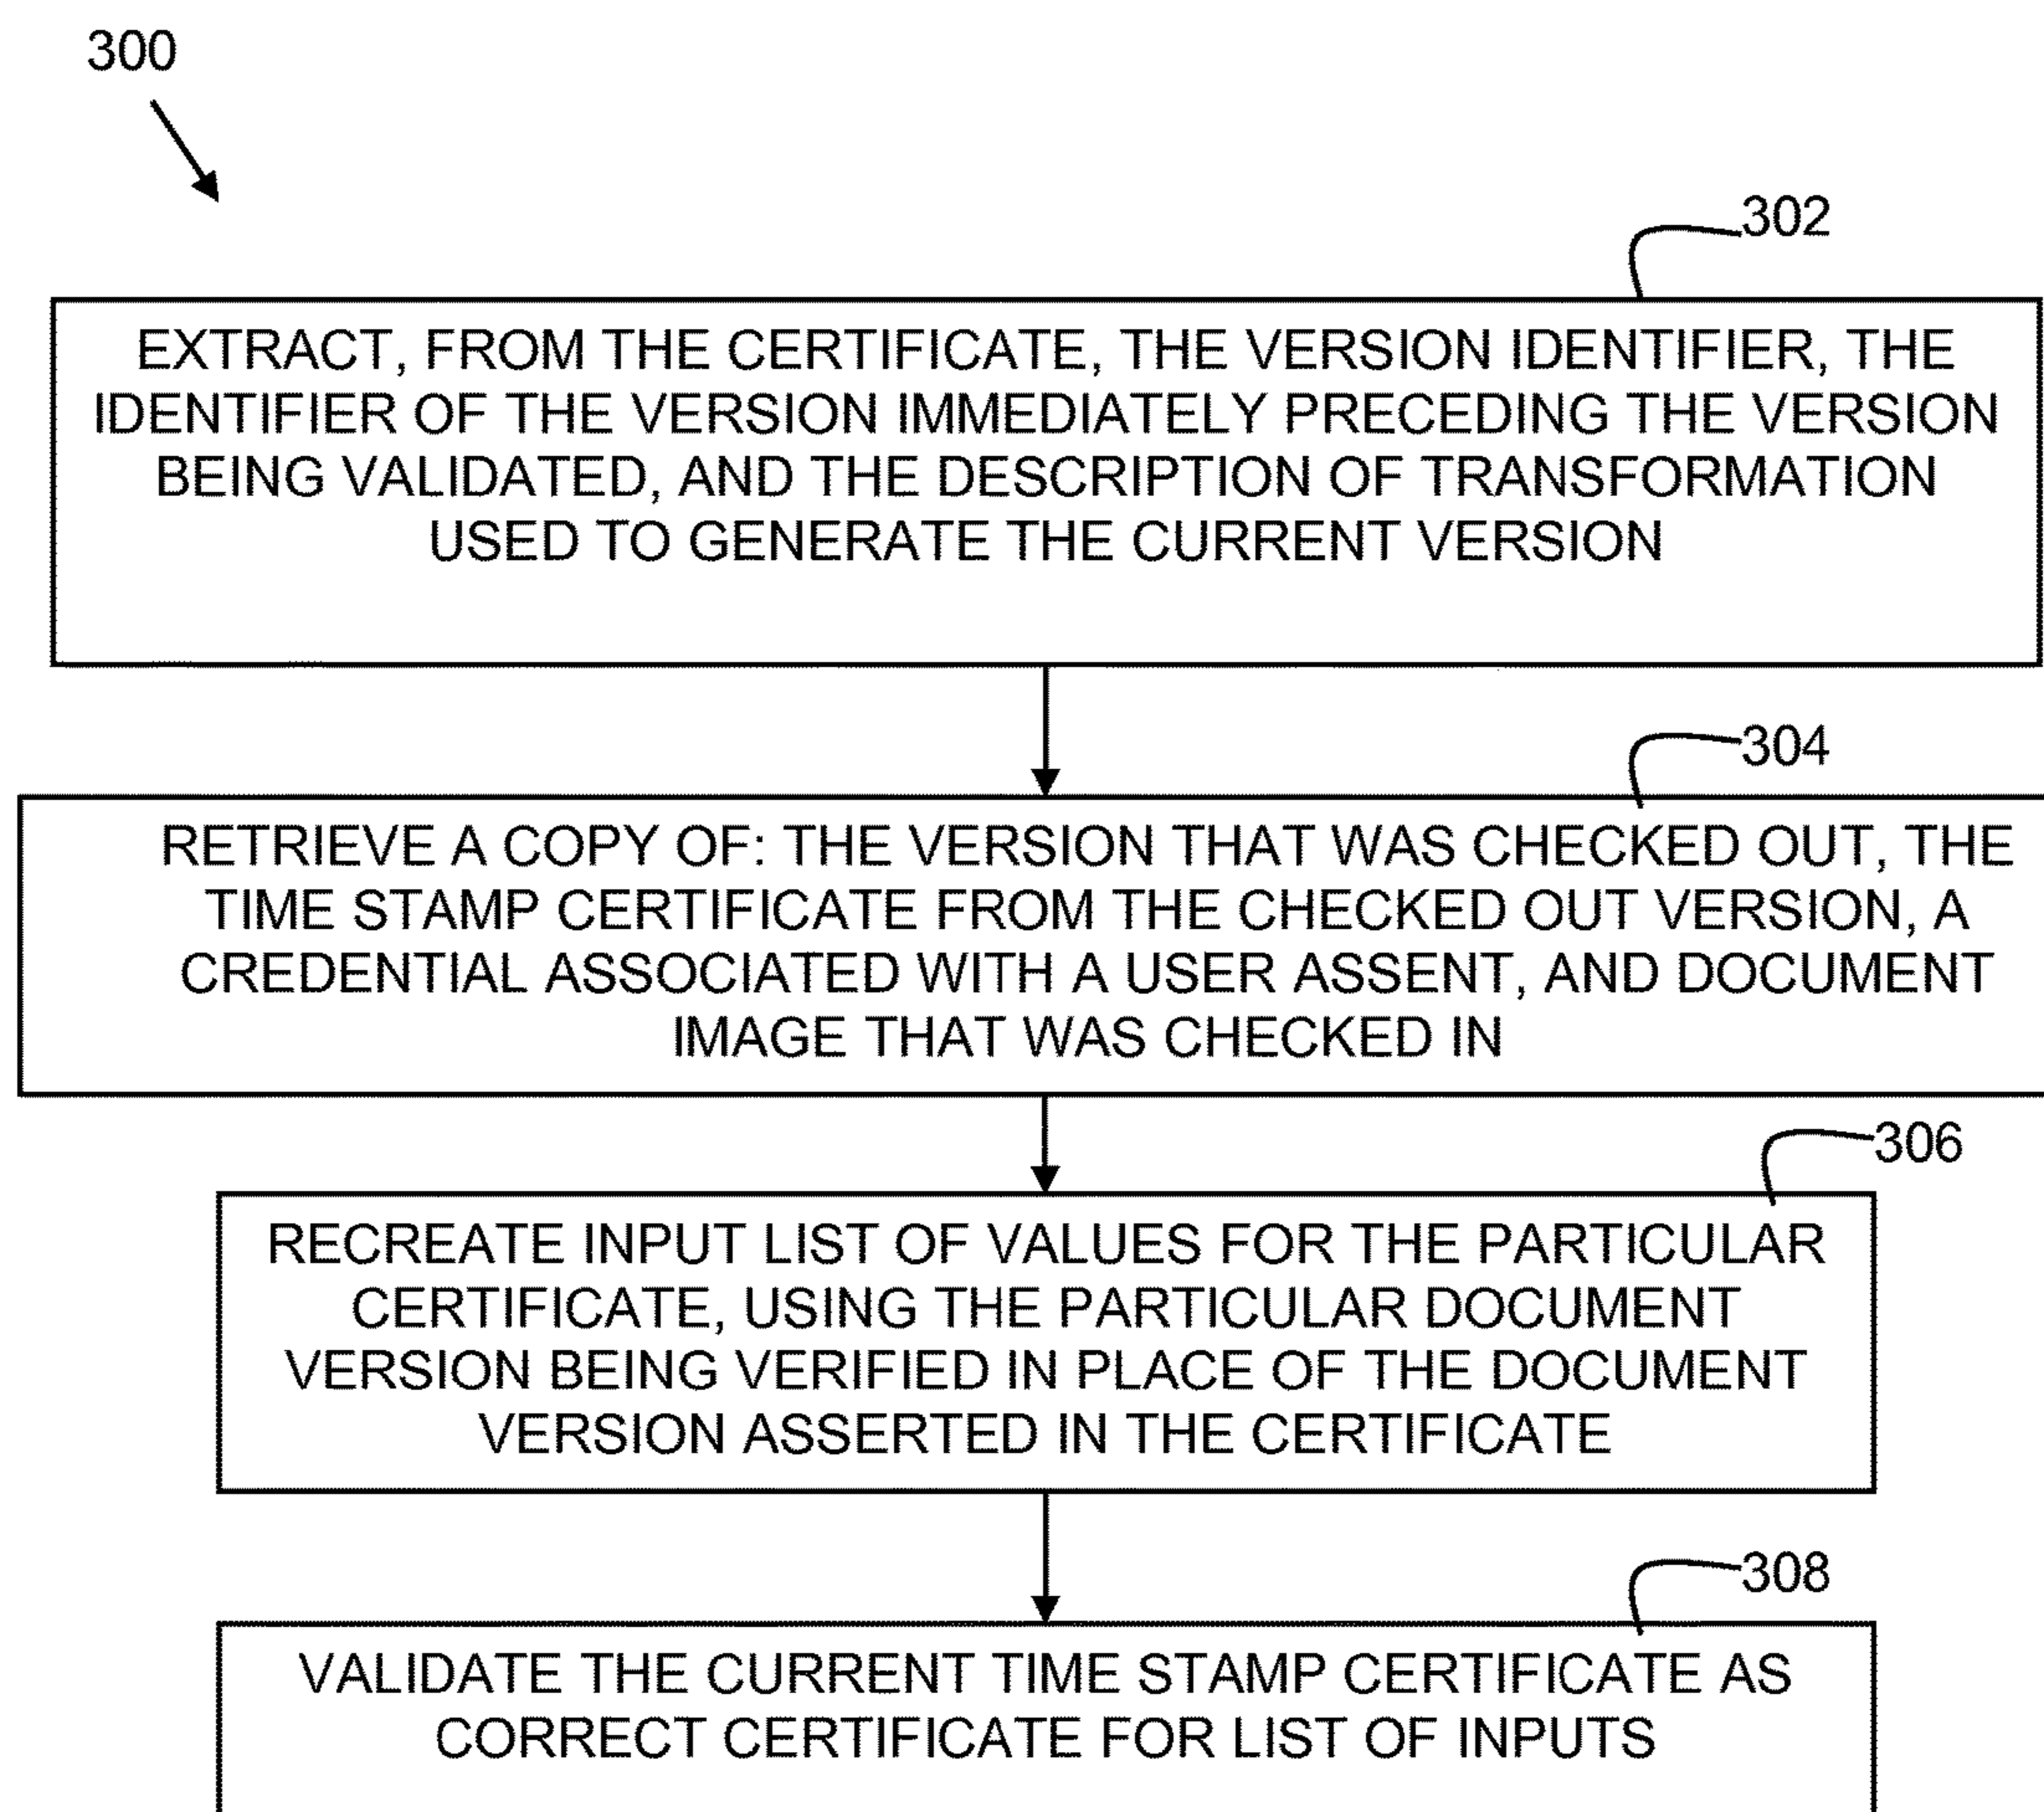 300
302
EXTRACT, FROM THE CERTIFICATE, THE VERSION IDENTIFIER, THE
IDENTIFIER OF THE VERSION IMMEDIATELY PRECEDING THE VERSION
BEING VALIDATED, AND THE DESCRIPTION OF TRANSFORMATION
USED TO GENERATE THE CURRENT VERSION
304
RETRIEVE A COPY OF: THE VERSION THAT WAS CHECKED OUT, THE
TIME STAMP CERTIFICATE FROM THE CHECKED OUT VERSION, A
CREDENTIAL ASSOCIATED WITH A USER ASSENT, AND DOCUMENT
IMAGE THAT WAS CHECKED IN
306
RECREATE INPUT LIST OF VALUES FOR THE PARTICULAR
CERTIFICATE, USING THE PARTICULAR DOCUMENT
VERSION BEING VERIFIED IN PLACE OF THE DOCUMENT
VERSION ASSERTED IN THE CERTIFICATE
308
VALIDATE THE CURRENT TIME STAMP CERTIFICATE AS
CORRECT CERTIFICATE FOR LIST OF INPUTS